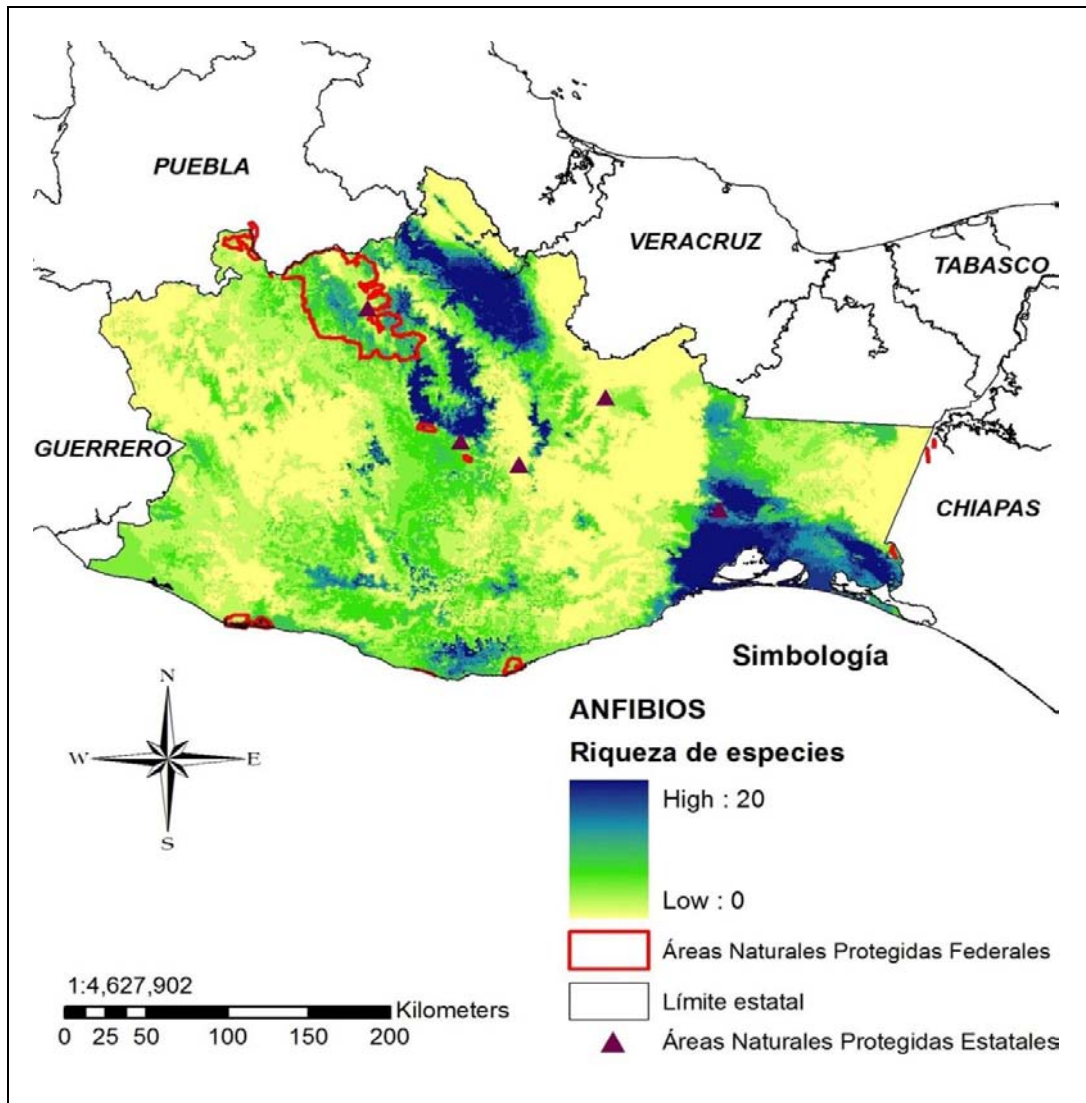 PUEBLA
VERACRUZ
TABASCO
GUERRERO
CHIAPAS
Simbología
N
W E
S
ANFIBIOS
Riqueza de especies
High : 20
Low : 0
Áreas Naturales Protegidas Federales
Límite estatal
Áreas Naturales Protegidas Estatales
1:4,627,902
Kilometers
0 25 50 100 150 200